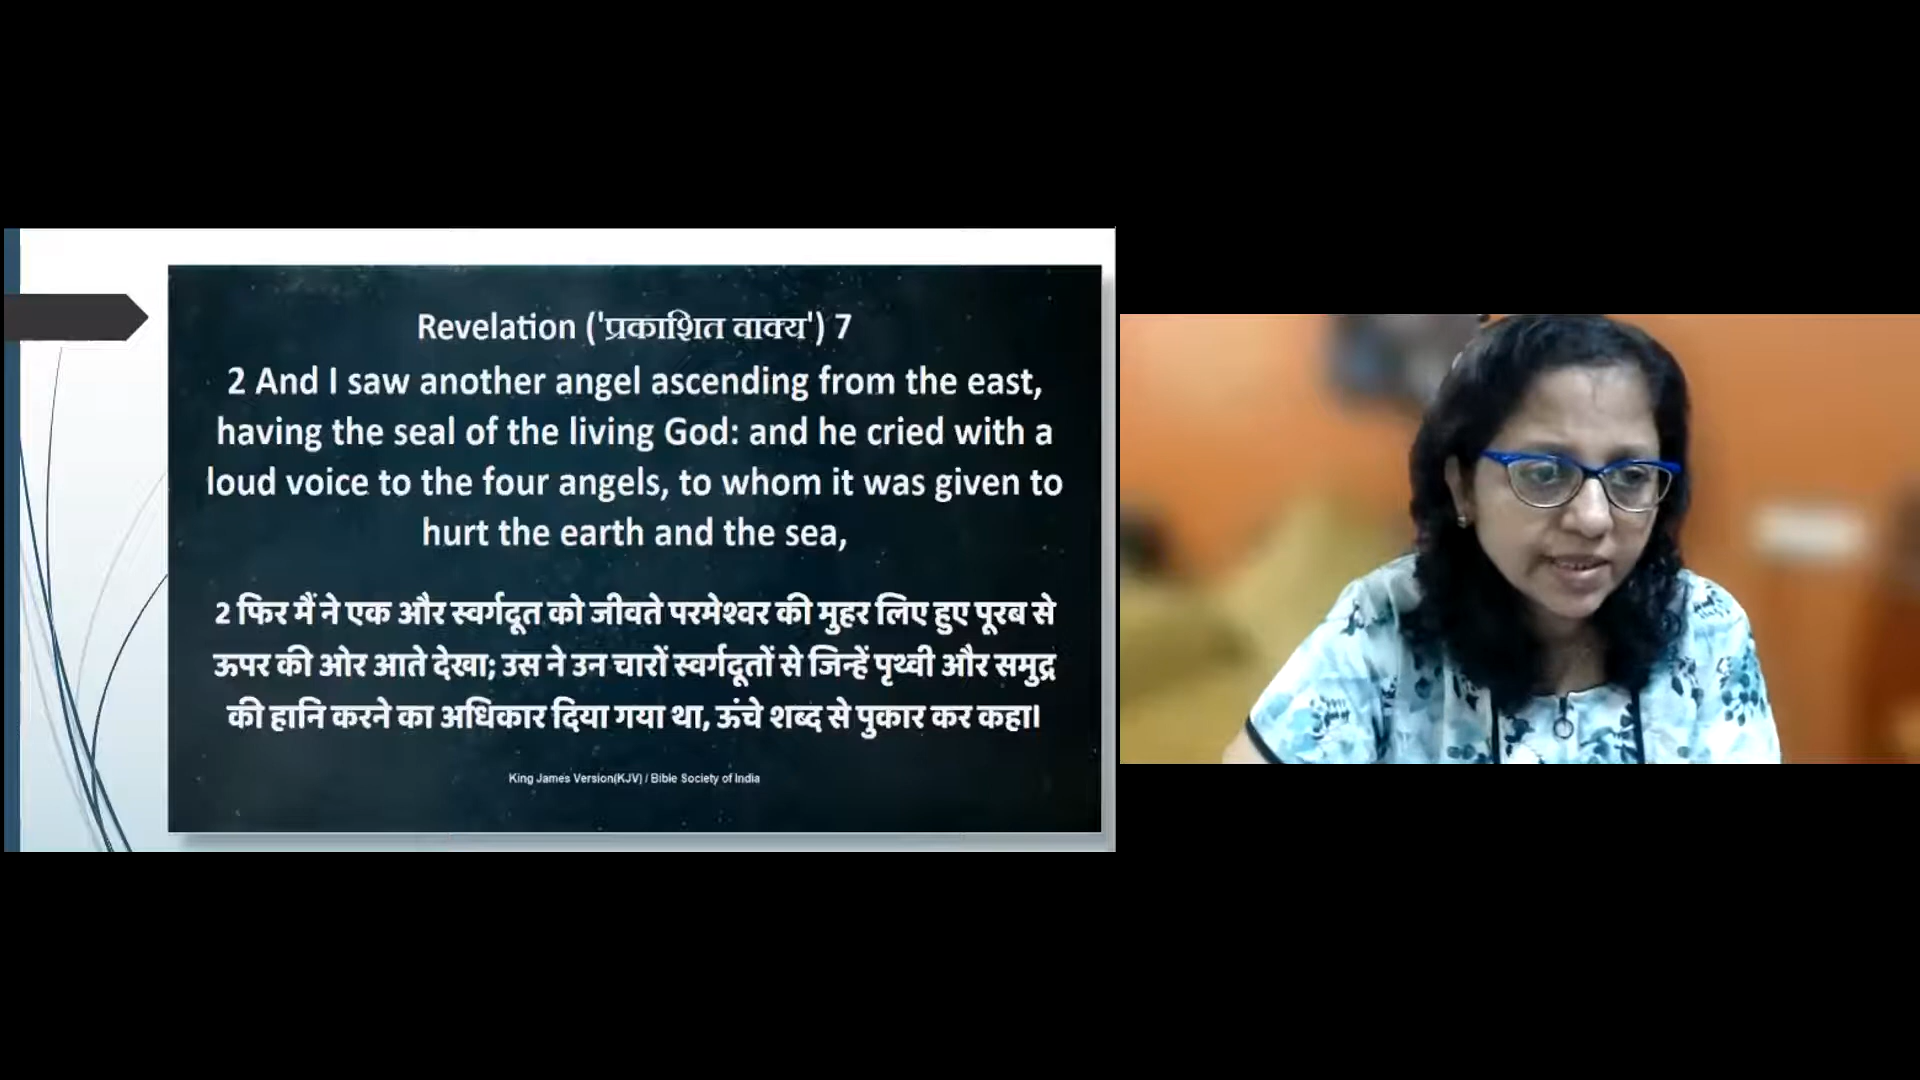 Revelation ('प्रकाशित वाक्य') 7
2 And I saw another angel ascending from the east,
having the seal of the living God: and he cried with a
loud voice to the four angels, to whom it was given to
hurt the earth and the sea,
2 फिर मैं ने एक और स्वर्गदूत को जीवते परमेश्वर की मुहर लिए हुए पूरब से
ऊपर की ओर आते देखा; उस ने उन चारों स्वर्गदूतों से जिन्हें पृथ्वी और समुद्र
की हानि करने का अधिकार दिया गया था, ऊंचे शब्द से पुकार कर कहा।
King James Version(KJV) / Bible Society of India